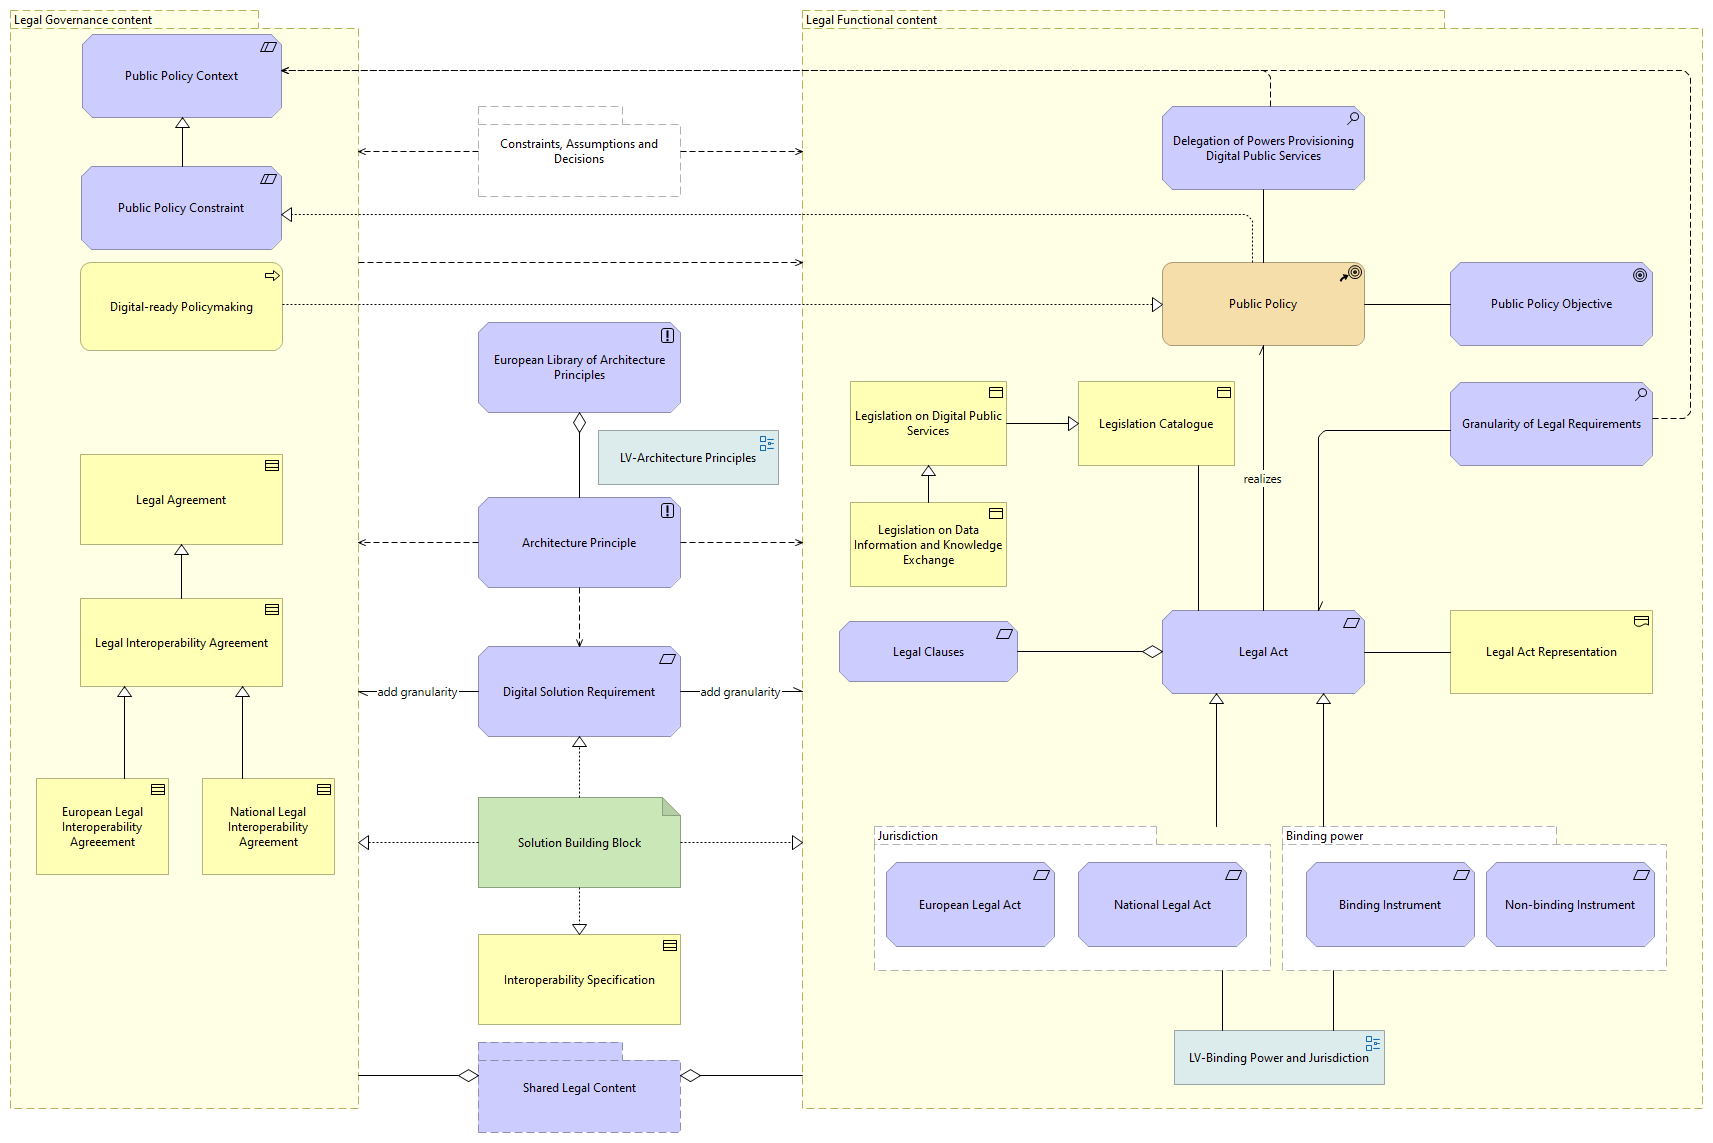 Legal Governance content
Public Policy Context
Public Policy Constraint
Digital-ready Policymaking
Legal Agreement
Legal Interoperability Agreement
European Legal
Interoperability
Agreeement
National Legal
Interoperability
Agreement
Constraints, Assumptions and
Decisions
European Library of Architecture
Principles
LV-Architecture Principles
Architecture Principle
add granularity
Digital Solution Requirement
add granularity
Solution Building Block
Interoperability Specification
Shared Legal Content
Legal Functional content
Delegation of Powers Provisioning
Digital Public Services
Public Policy
Public Policy Objective
Legislation on Digital Public
Services
Legislation Catalogue
Granularity of Legal Requirements
realizes
Legislation on Data
Information and Knowledge
Exchange
Legal Clauses
Legal Act
Legal Act Representation
Jurisdiction
European Legal Act
National Legal Act
Binding power
Binding Instrument
Non-binding Instrument
LV-Binding Power and Jurisdiction